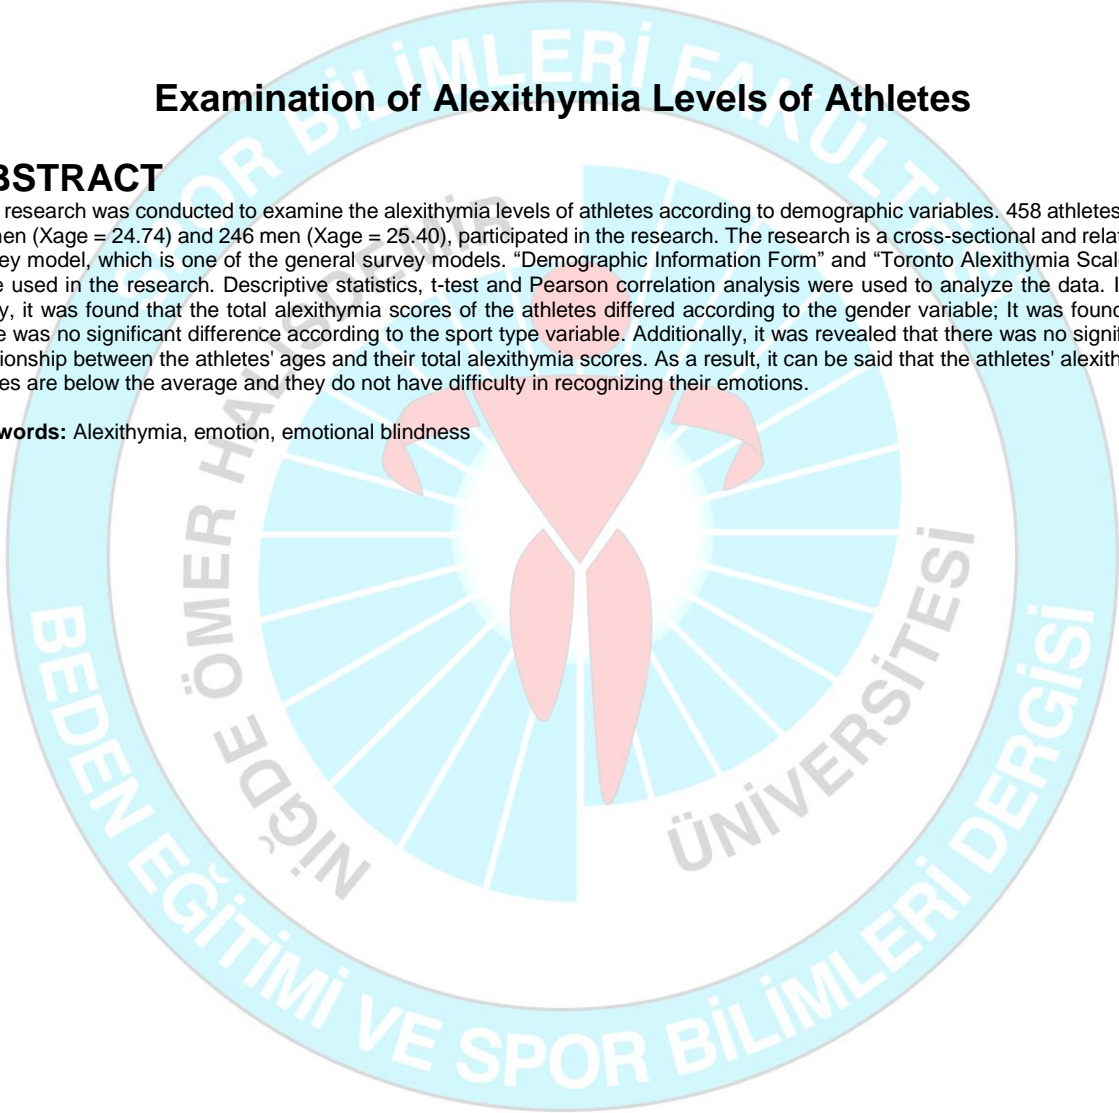 Examination of Alexithymia Levels of Athletes
BSTRACT
research was conducted to examine the alexithymia levels of athletes according to demographic variables. 458 athletes
en (Xage = 24.74) and 246 men (Xage = 25.40), participated in the research. The research is a cross-sectional and relat
ey model, which is one of the general survey models. “Demographic Information Form” and “Toronto Alexithymia Scal
e used in the research. Descriptive statistics, t-test and Pearson correlation analysis were used to analyze the data. I
y, it was found that the total alexithymia scores of the athletes differed according to the gender variable; It was found
e was no significant difference according to the sport type variable. Additionally, it was revealed that there was no signif
ionship between the athletes' ages and their total alexithymia scores. As a result, it can be said that the athletes' alexith
es are below the average and they do not have difficulty in recognizing their emotions.
words: Alexithymia, emotion, emotional blindness
SPOR BİLİMLERİ FAKÜLTESİ
NİĞDE ÖMER HALİSDEMİR
ÜNİVERSİTESİ
BEDEN EĞİTİMİ VE SPOR BİLİMLERİ DERGİSİ